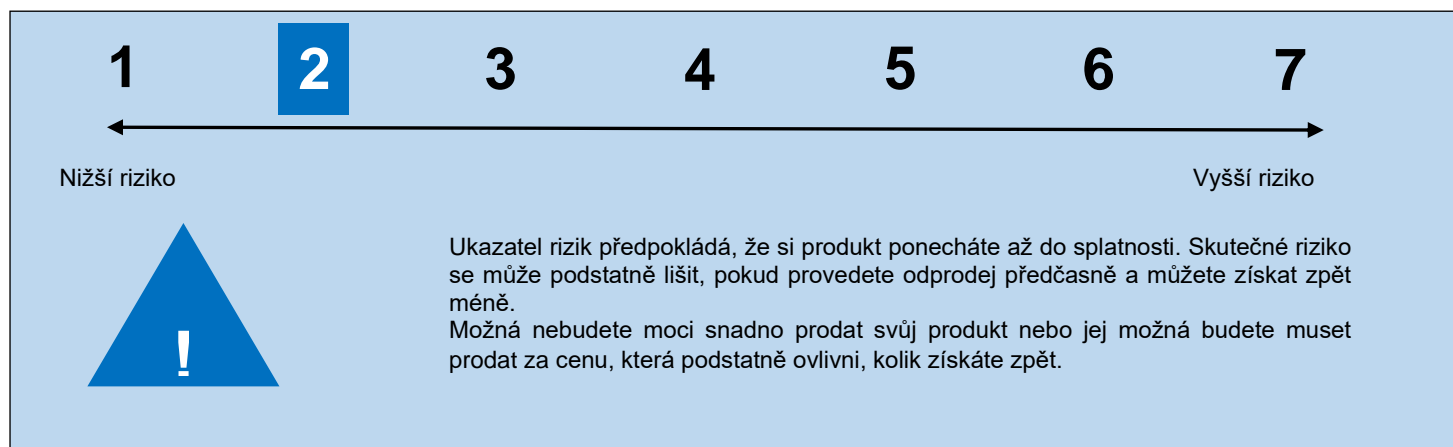 1 2 3 4 5 6 7
Nižší riziko Vyšší riziko
Ukazatel rizik předpokládá, že si produkt ponecháte až do splatnosti. Skutečné riziko
se může podstatně lišit, pokud provedete odprodej předčasně a můžete získat zpět
méně.
Možná nebudete moci snadno prodat svůj produkt nebo jej možná budete muset
prodat za cenu, která podstatně ovlivni, kolik získáte zpět.
!